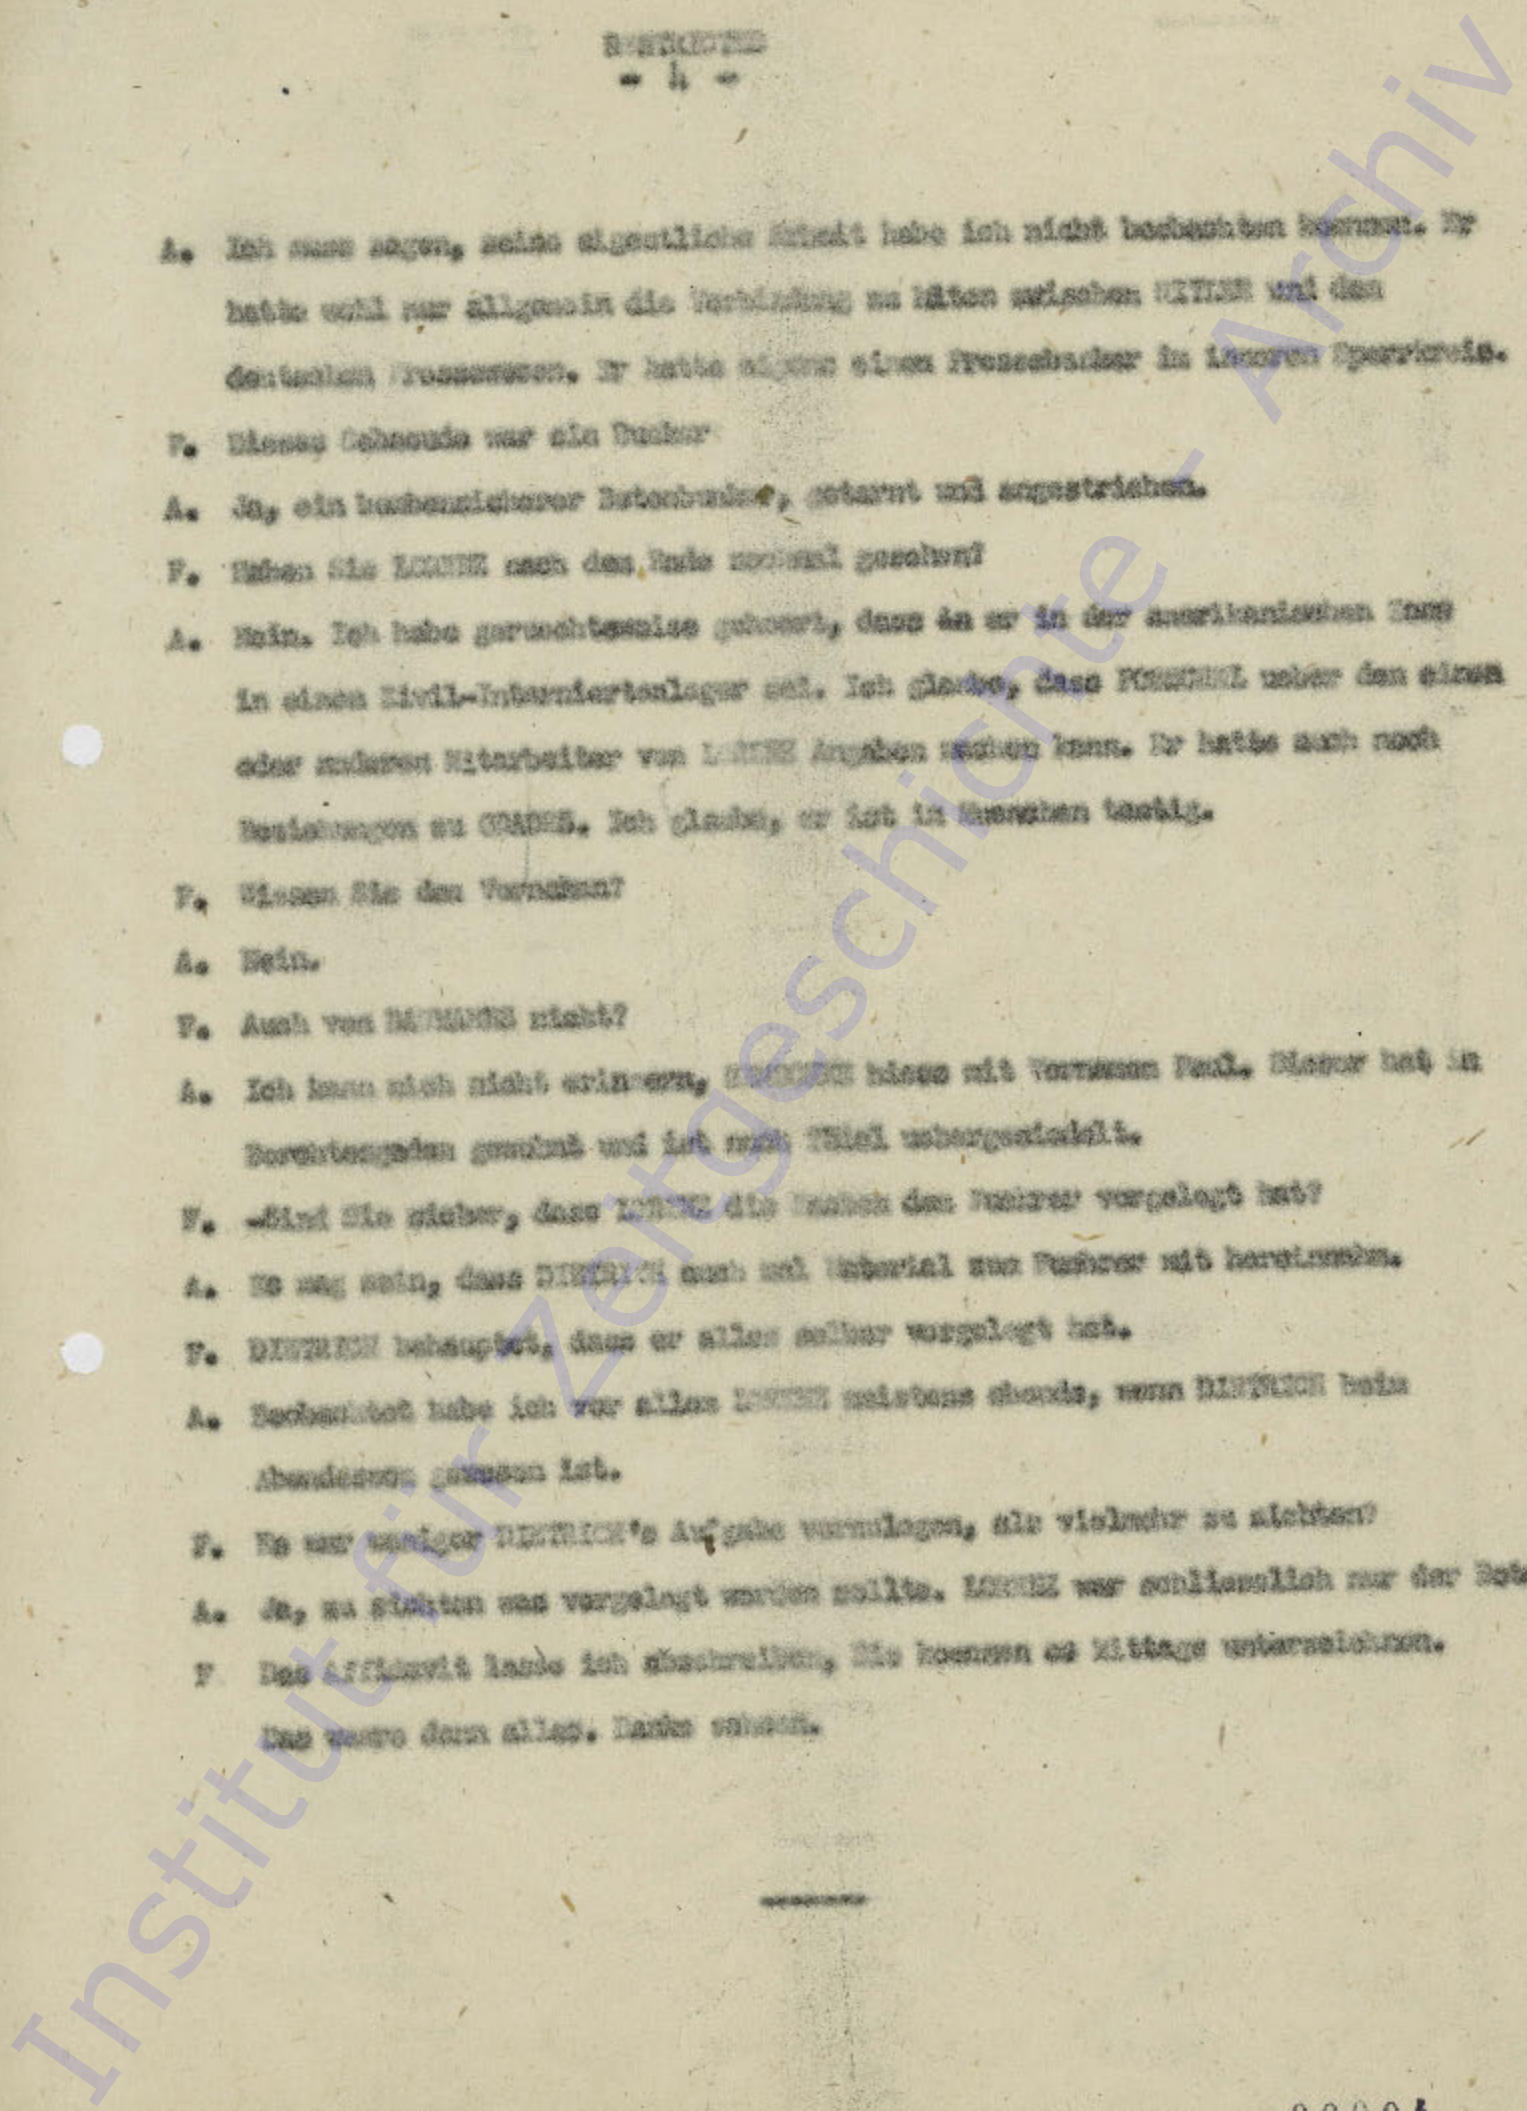 RESTRICTED
- 4 -
A. Ich muss sagen, seine eigentliche Arbeit habe ich nicht beobachten koennen. Er
hatte wohl nur allgemein die Verbindung zu zwischen HITLER und dem
deutschen Pressewesen. Er hatte eigens einen Pressebunker im inneren Sperrkreis.
F. Dieses Gebaeude war ein Bunker
A. Ja, ein bombensicherer Betonbunker, getarnt und angestrichen.
F. Haben Sie LORENZ nach dem Ende nochmal gesehen?
A. Nein. Ich habe geruechteweise gehoert, dass er in der amerikanischen Zone
in einem Zivil-Interniertenlager sei. Ich glaube, dass ueber den einen
oder anderen Mitarbeiter von LORENZ Angaben machen kann. Er hatte auch noch
Beziehungen zu Ich glaube, er ist in Muenchen taetig.
F. Wissen Sie den Vornamen?
A. Nein.
F. Auch von nicht?
A. Ich kann mich nicht erinnern, hiess mit Vornamen Paul. Dieser hat in
Berchtesgaden gewohnt und ist nach uebergesiedelt.
F. Sind Sie sicher, dass LORENZ die Sachen dem Fuehrer vorgelegt hat?
A. Es mag sein, dass DIETRICH auch mal Material zum Fuehrer mit hereinnahm.
F. DIETRICH behauptet, dass er alles selber vorgelegt hat.
A. Beobachtet habe ich vor allem LORENZ meistens abends, wenn DIETRICH beim
Abendessen gewesen ist.
F. Es war weniger DIETRICH's Aufgabe vorzulegen, als vielmehr zu sichten?
A. Ja, zu sichten was vorgelegt werden sollte. LORENZ war schliesslich nur der Bote
F Das Affidavit lasse ich abschreiben, Sie koennen es Mittags unterzeichnen.
Das waere dann alles. Danke schoen.
Institut für Zeitgeschichte - Archiv